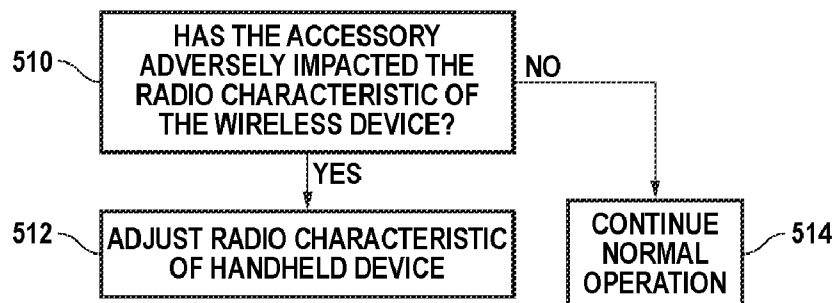 510
HAS THE ACCESSORY
ADVERSELY IMPACTED THE
RADIO CHARACTERISTIC OF
THE WIRELESS DEVICE?
NO
YES
512
ADJUST RADIO CHARACTERISTIC
OF HANDHELD DEVICE
CONTINUE
NORMAL
OPERATION
514